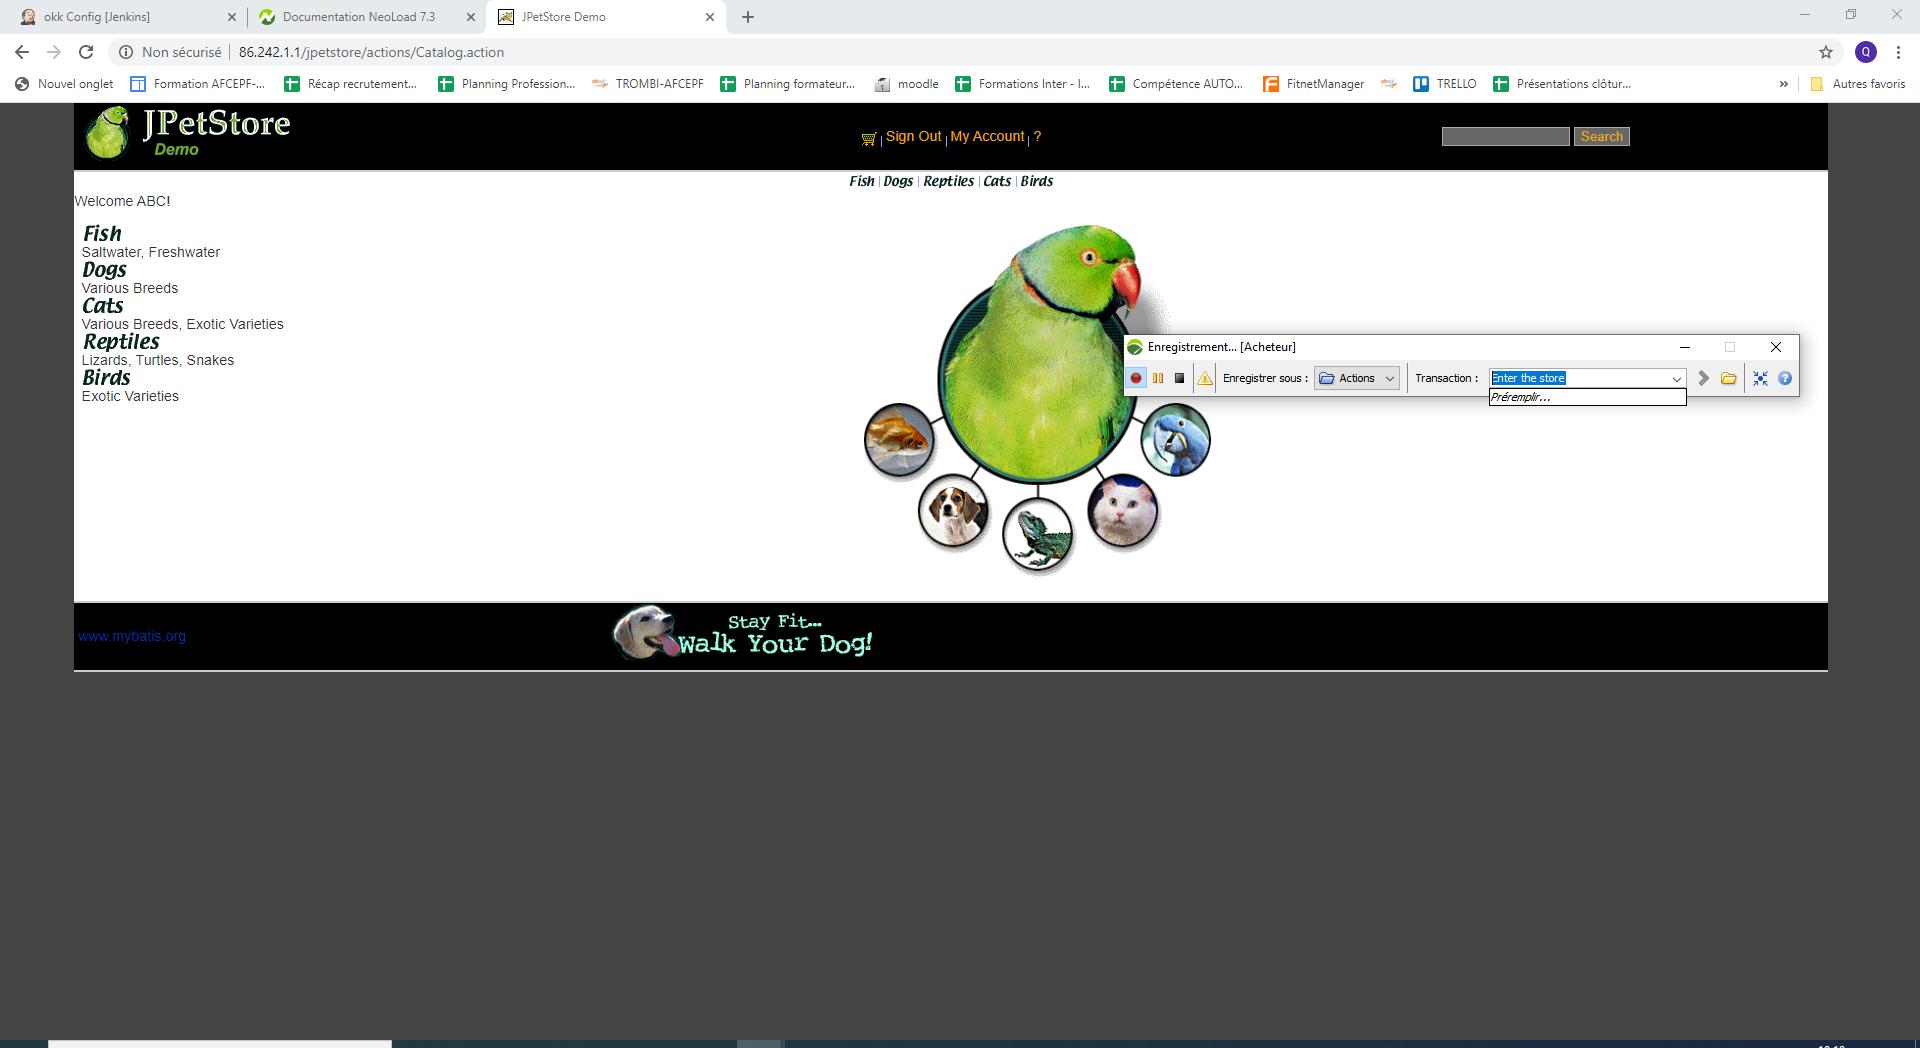 okk Config [Jenkins]
Documentation NeoLoad 7.3
JPetStore Demo
Non sécurisé
86.242.1.1/jpetstore/actions/Catalog.action
Q
Nouvel onglet
Formation AFCEPF-...
Récap recrutement...
Planning Profession...
TROMBI-AFCEPF
Planning formateur...
moodle
Formations Inter - I...
Compétence AUTO...
FitnetManager
TRELLO
Présentations clôtur...
»
Autres favoris
JPetStore
Demo
Sign Out | My Account | ?
Search
Fish | Dogs | Reptiles | Cats | Birds
Welcome ABC!
Fish
Saltwater, Freshwater
Dogs
Various Breeds
Cats
Various Breeds, Exotic Varieties
Reptiles
Lizards, Turtles, Snakes
Birds
Exotic Varieties
Enregistrement... [Acheteur]
Enregistrer sous :
Actions
Transaction :
Enter the store
Préremplir...
www.mybatis.org
Stay Fit...
Walk Your Dog!